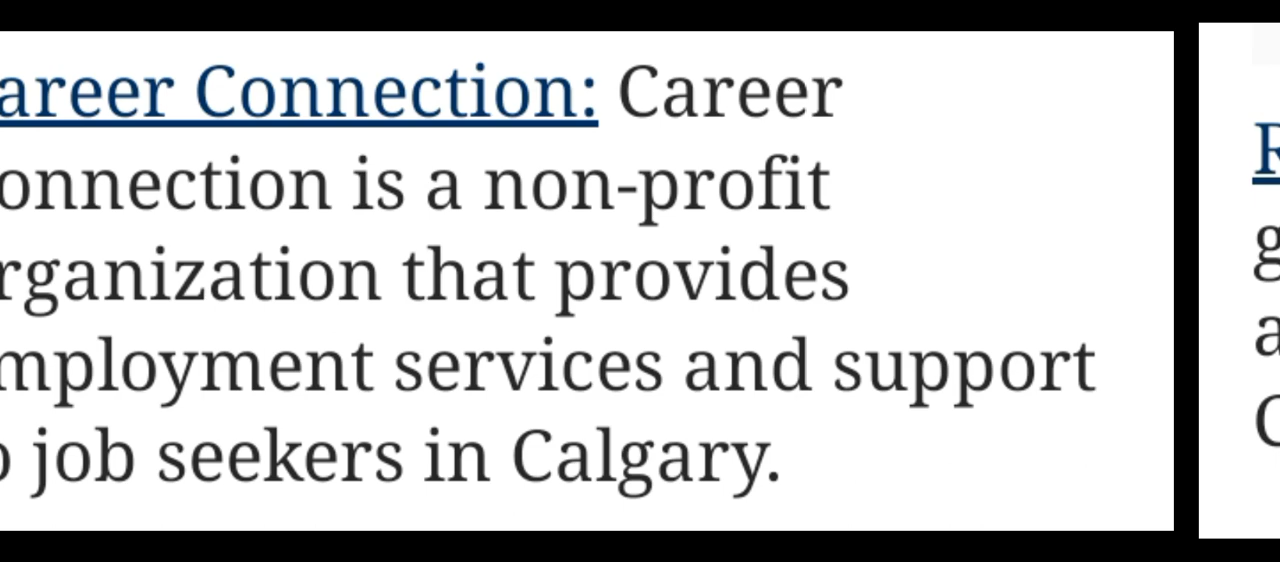 areer Connection: Career
onnection is a non-profit
rganization that provides
mployment services and support
o job seekers in Calgary.